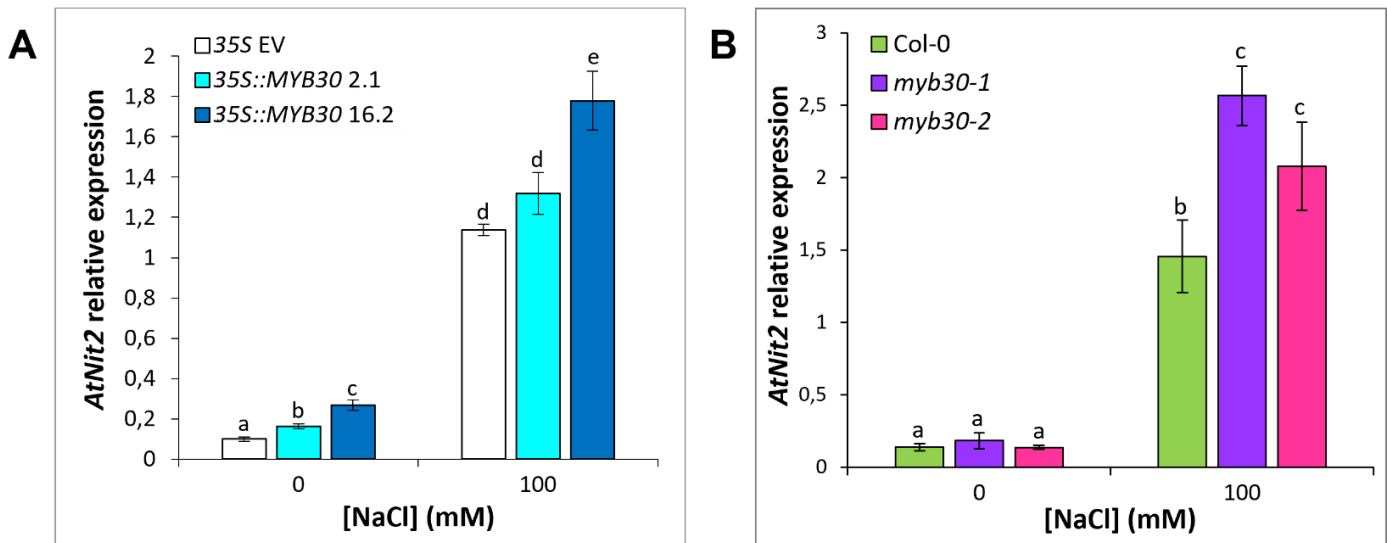 A
35S EV
35S::MYB30 2.1
35S::MYB30 16.2
AtNit2 relative expression
2
1,8
1,6
1,4
1,2
1
0,8
0,6
0,4
0,2
0
a
b
c
d
d
e
0
100
[NaCl] (mM)
B
Col-0
myb30-1
myb30-2
AtNit2 relative expression
3
2,5
2
1,5
1
0,5
0
a
a
a
b
c
c
0
100
[NaCl] (mM)